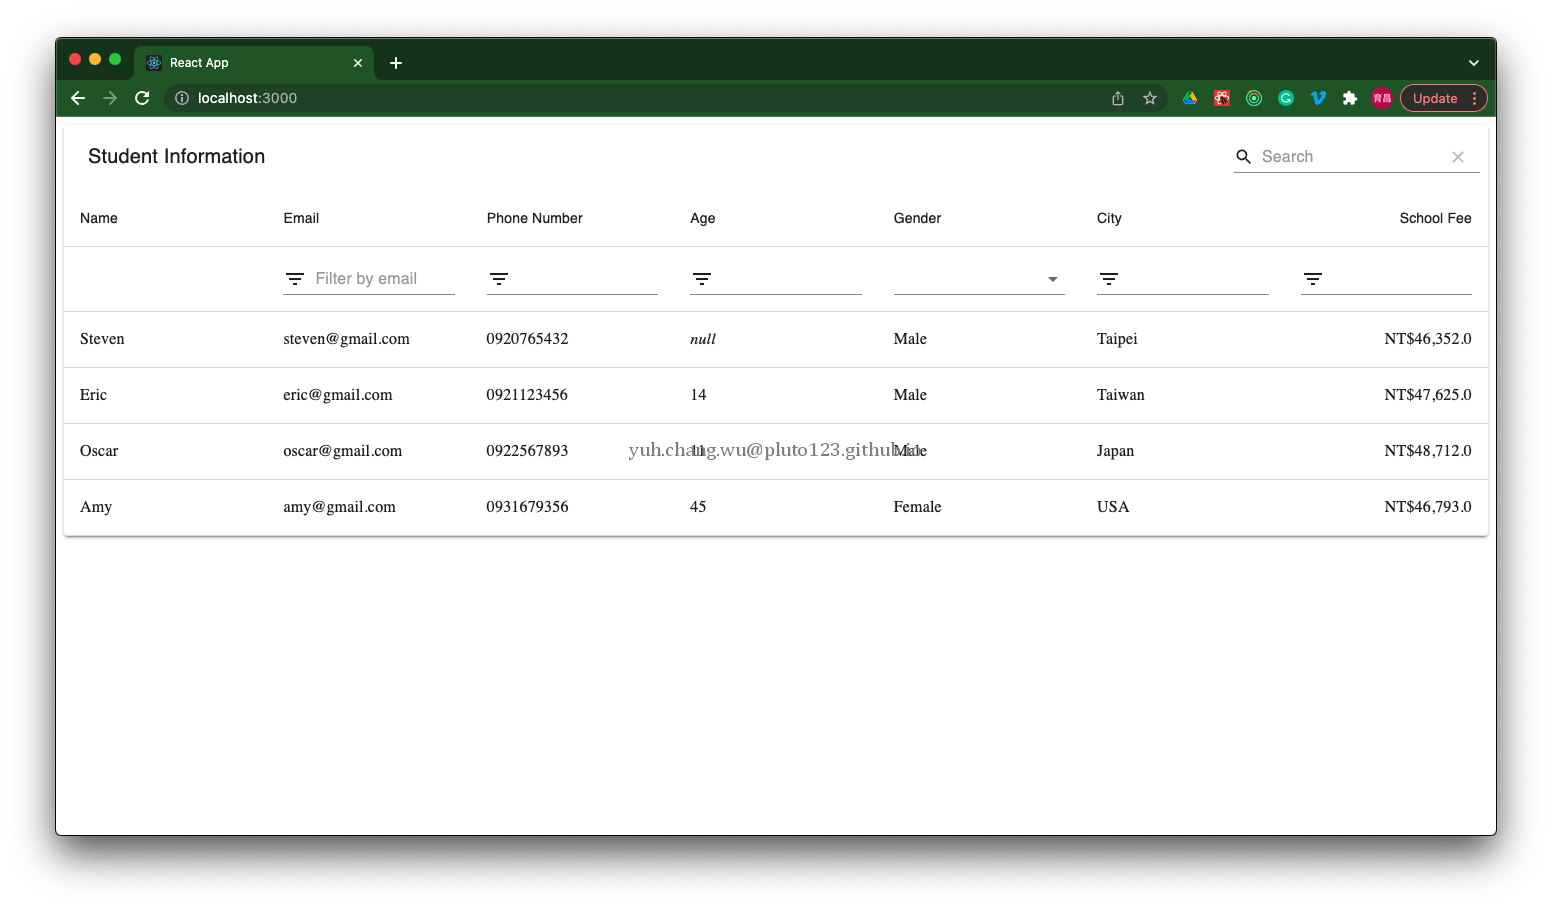 React App
localhost:3000
育昌
Update
Student Information
Search
Name Email Phone Number Age Gender City School Fee
Filter by email
Steven steven@gmail.com 0920765432 null Male Taipei NT$46,352.0
Eric eric@gmail.com 0921123456 14 Male Taiwan NT$47,625.0
Oscar oscar@gmail.com 0922567893 11 Male Japan NT$48,712.0
yuh.chang.wu@pluto123.github.io
Amy amy@gmail.com 0931679356 45 Female USA NT$46,793.0